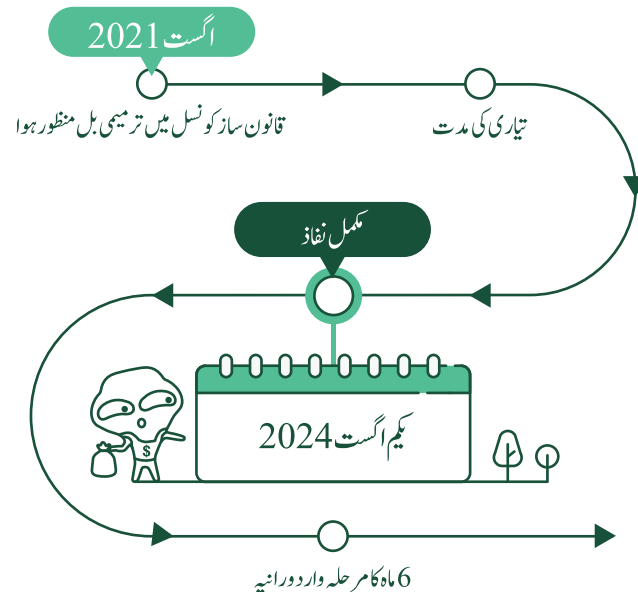 اگست 2021
قانون ساز کونسل میں ترمیمی بل منظور ہوا
تیاری کی مدت
مکمل نفاذ
یکم اگست 2024
$
6 ماہ کا مرحلہ وار دورانیہ